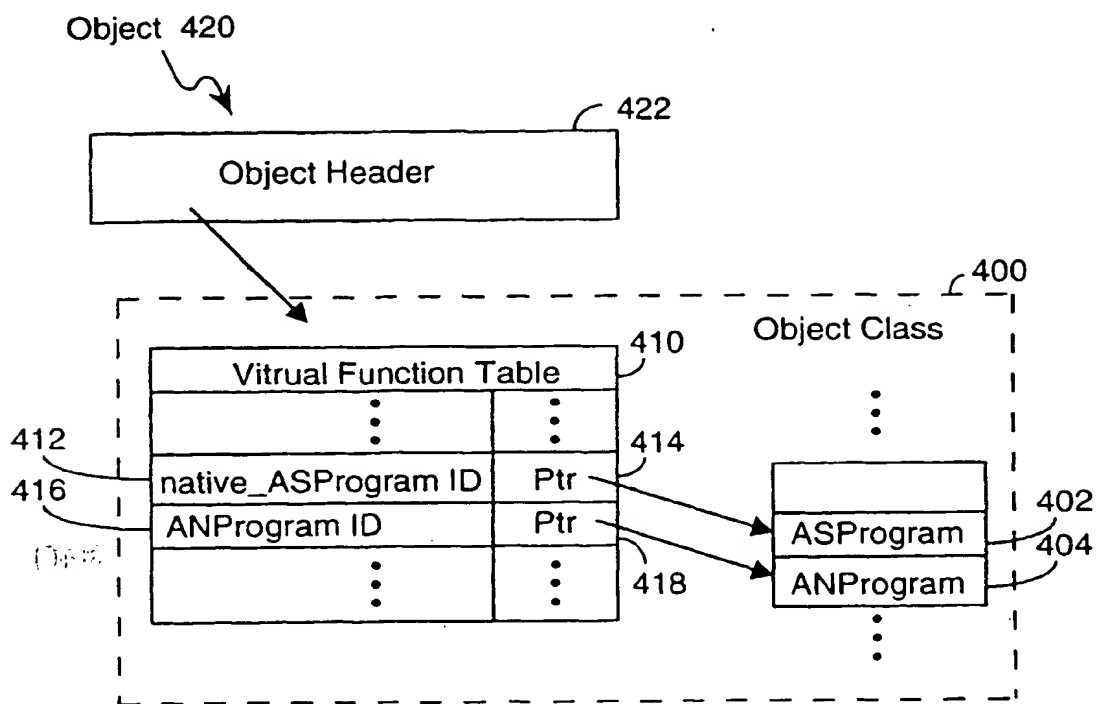 Object 420
422
Object Header
400
Object Class
410
Vitrual Function Table
412
414
native_ASProgram ID Ptr
416
402
ANProgram ID Ptr
ASProgram
404
418
ANProgram